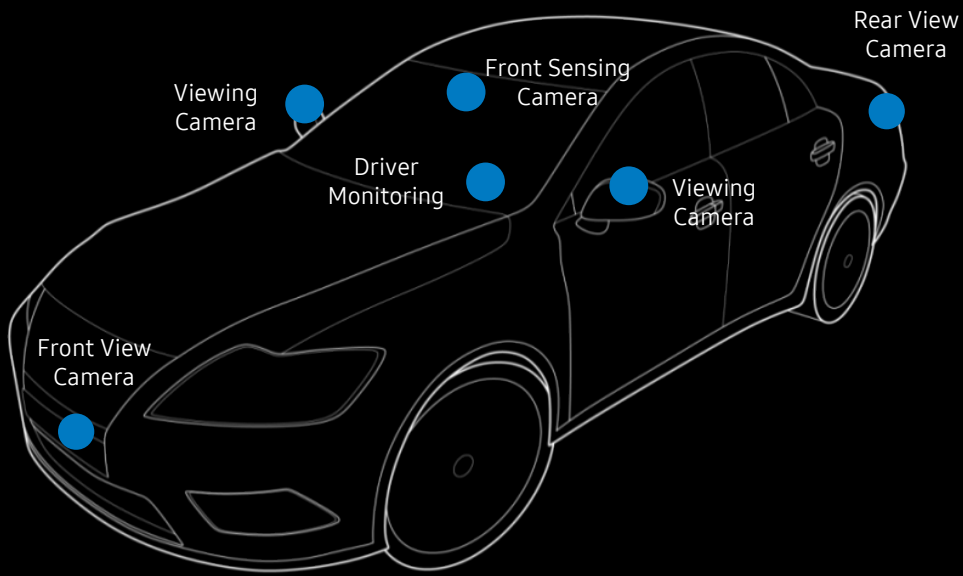 Rear View
Camera
Front Sensing
Camera
Viewing
Camera
Driver
Monitoring
Viewing
Camera
Front View
Camera